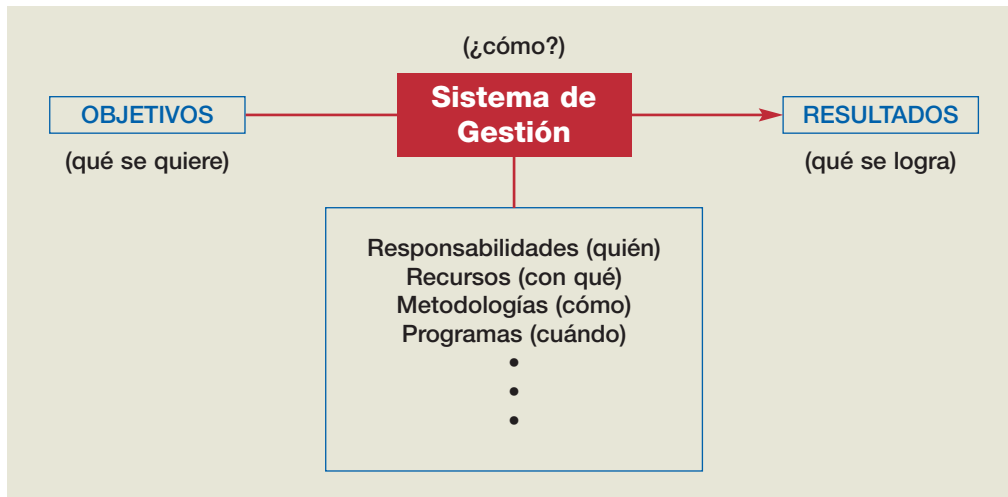 (¿cómo?)
OBJETIVOS
(qué se quiere)
Sistema de
Gestión
RESULTADOS
(qué se logra)
Responsabilidades (quién)
Recursos (con qué)
Metodologías (cómo)
Programas (cuándo)
•
•
•